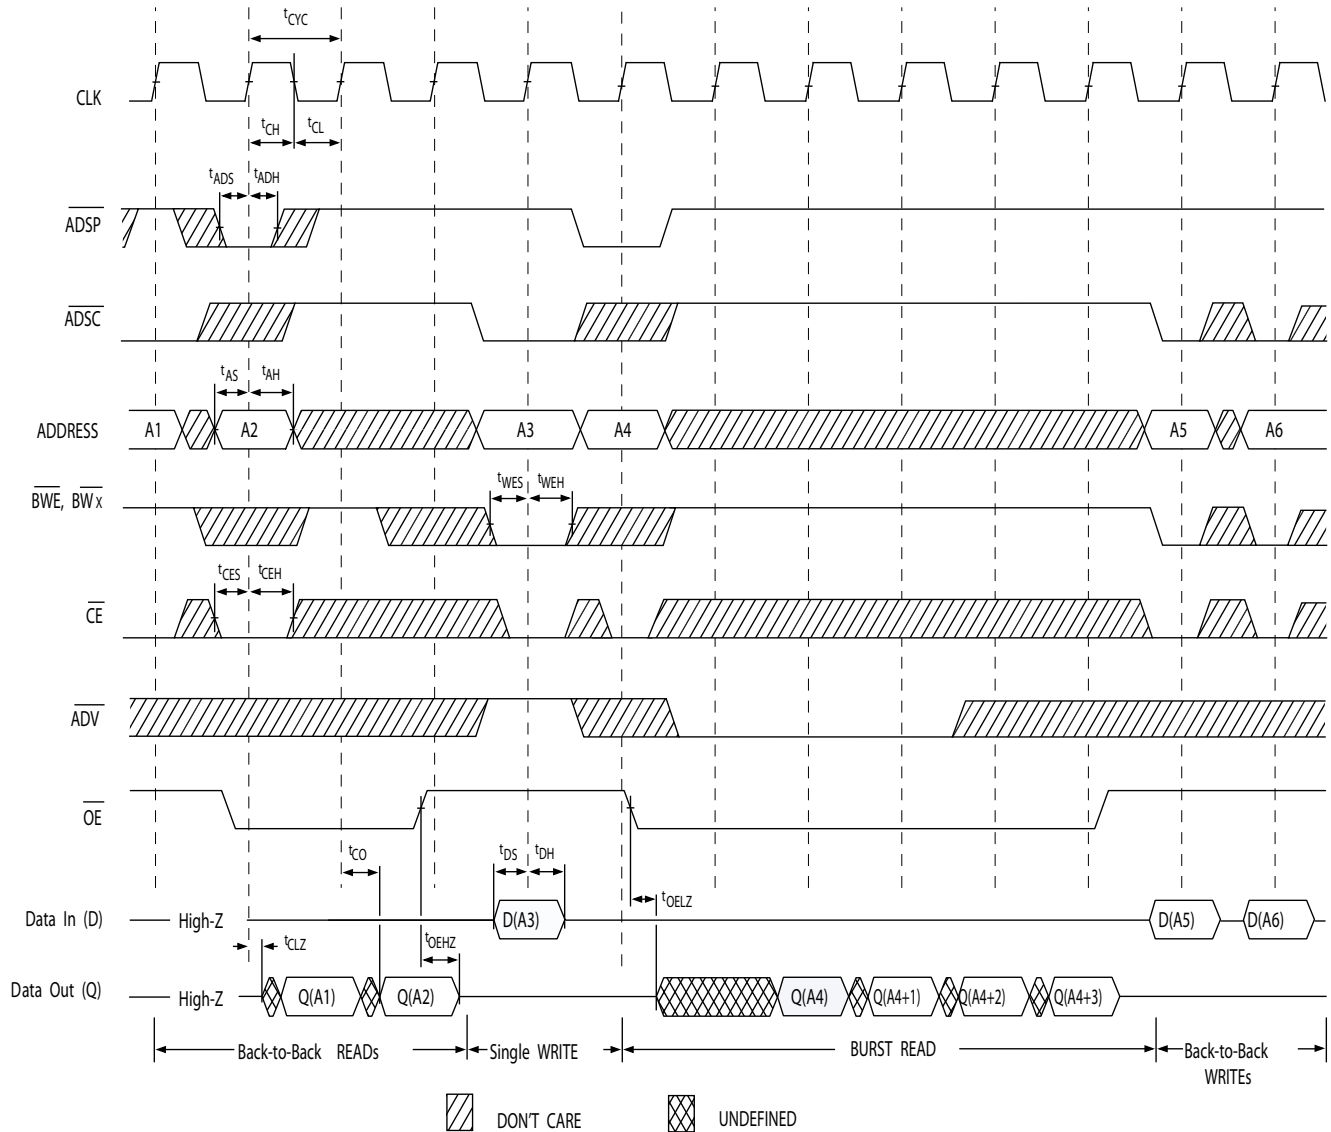 tCYC
CLK
tCH
tCL
tADS
tADH
ADSP
ADSC
tAS
tAH
ADDRESS
A1
A2
A3
A4
A5
A6
tWES
tWEH
BWE, BWx
tCES
tCEH
CE
ADV
OE
tCO
tDS
tDH
tOELZ
Data In (D)
High-Z
D(A3)
D(A5)
D(A6)
tCLZ
tOEHZ
Data Out (Q)
High-Z
Q(A1)
Q(A2)
Q(A4)
Q(A4+1)
Q(A4+2)
Q(A4+3)
Back-to-Back READs
Single WRITE
BURST READ
Back-to-Back
WRITEs
DON'T CARE
UNDEFINED